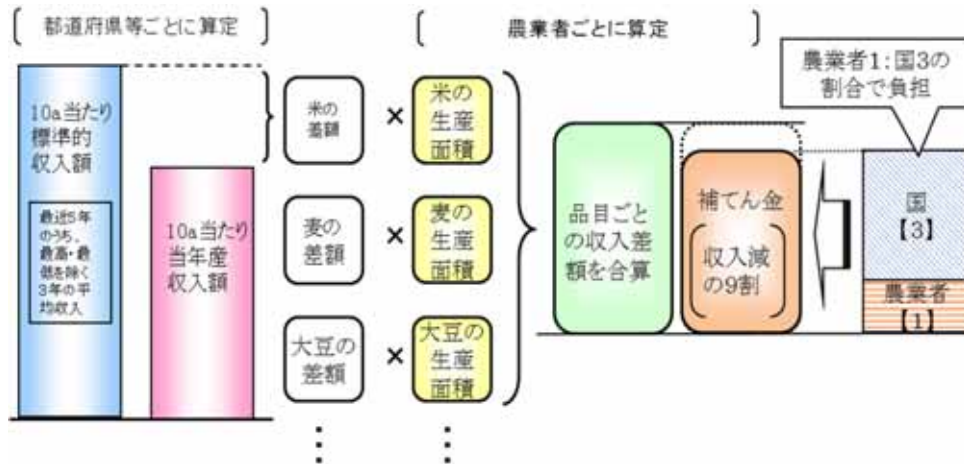 都道府県等ごとに算定
農業者ごとに算定
農業者1:国3の
割合で負担
10a当たり
標準的
収入額
最近5年
のうち、
最高・最
低を除く
3年の平
均収入
10a当たり
当年産
収入額
米の
差額
×
米の
生産
面積
麦の
差額
×
麦の
生産
面積
大豆の
差額
×
大豆の
生産
面積
品目ごと
の収入差
額を合算
補てん金
収入減
の9割
国
【3】
農業者
【1】